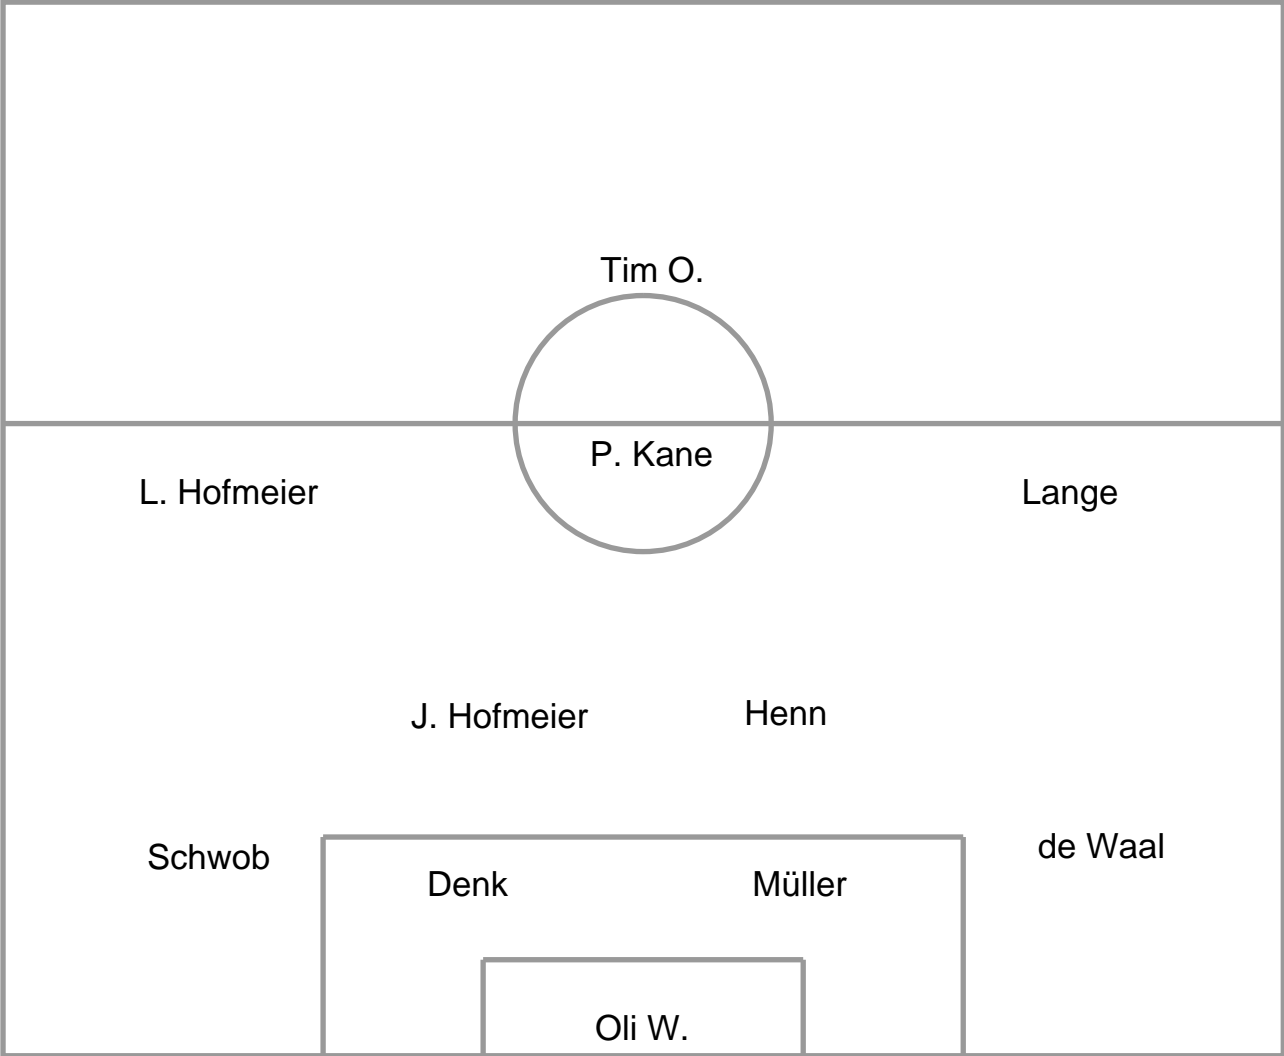 Tim O.
P. Kane
L. Hofmeier
Lange
J. Hofmeier
Henn
Schwob
de Waal
Denk
Müller
Oli W.